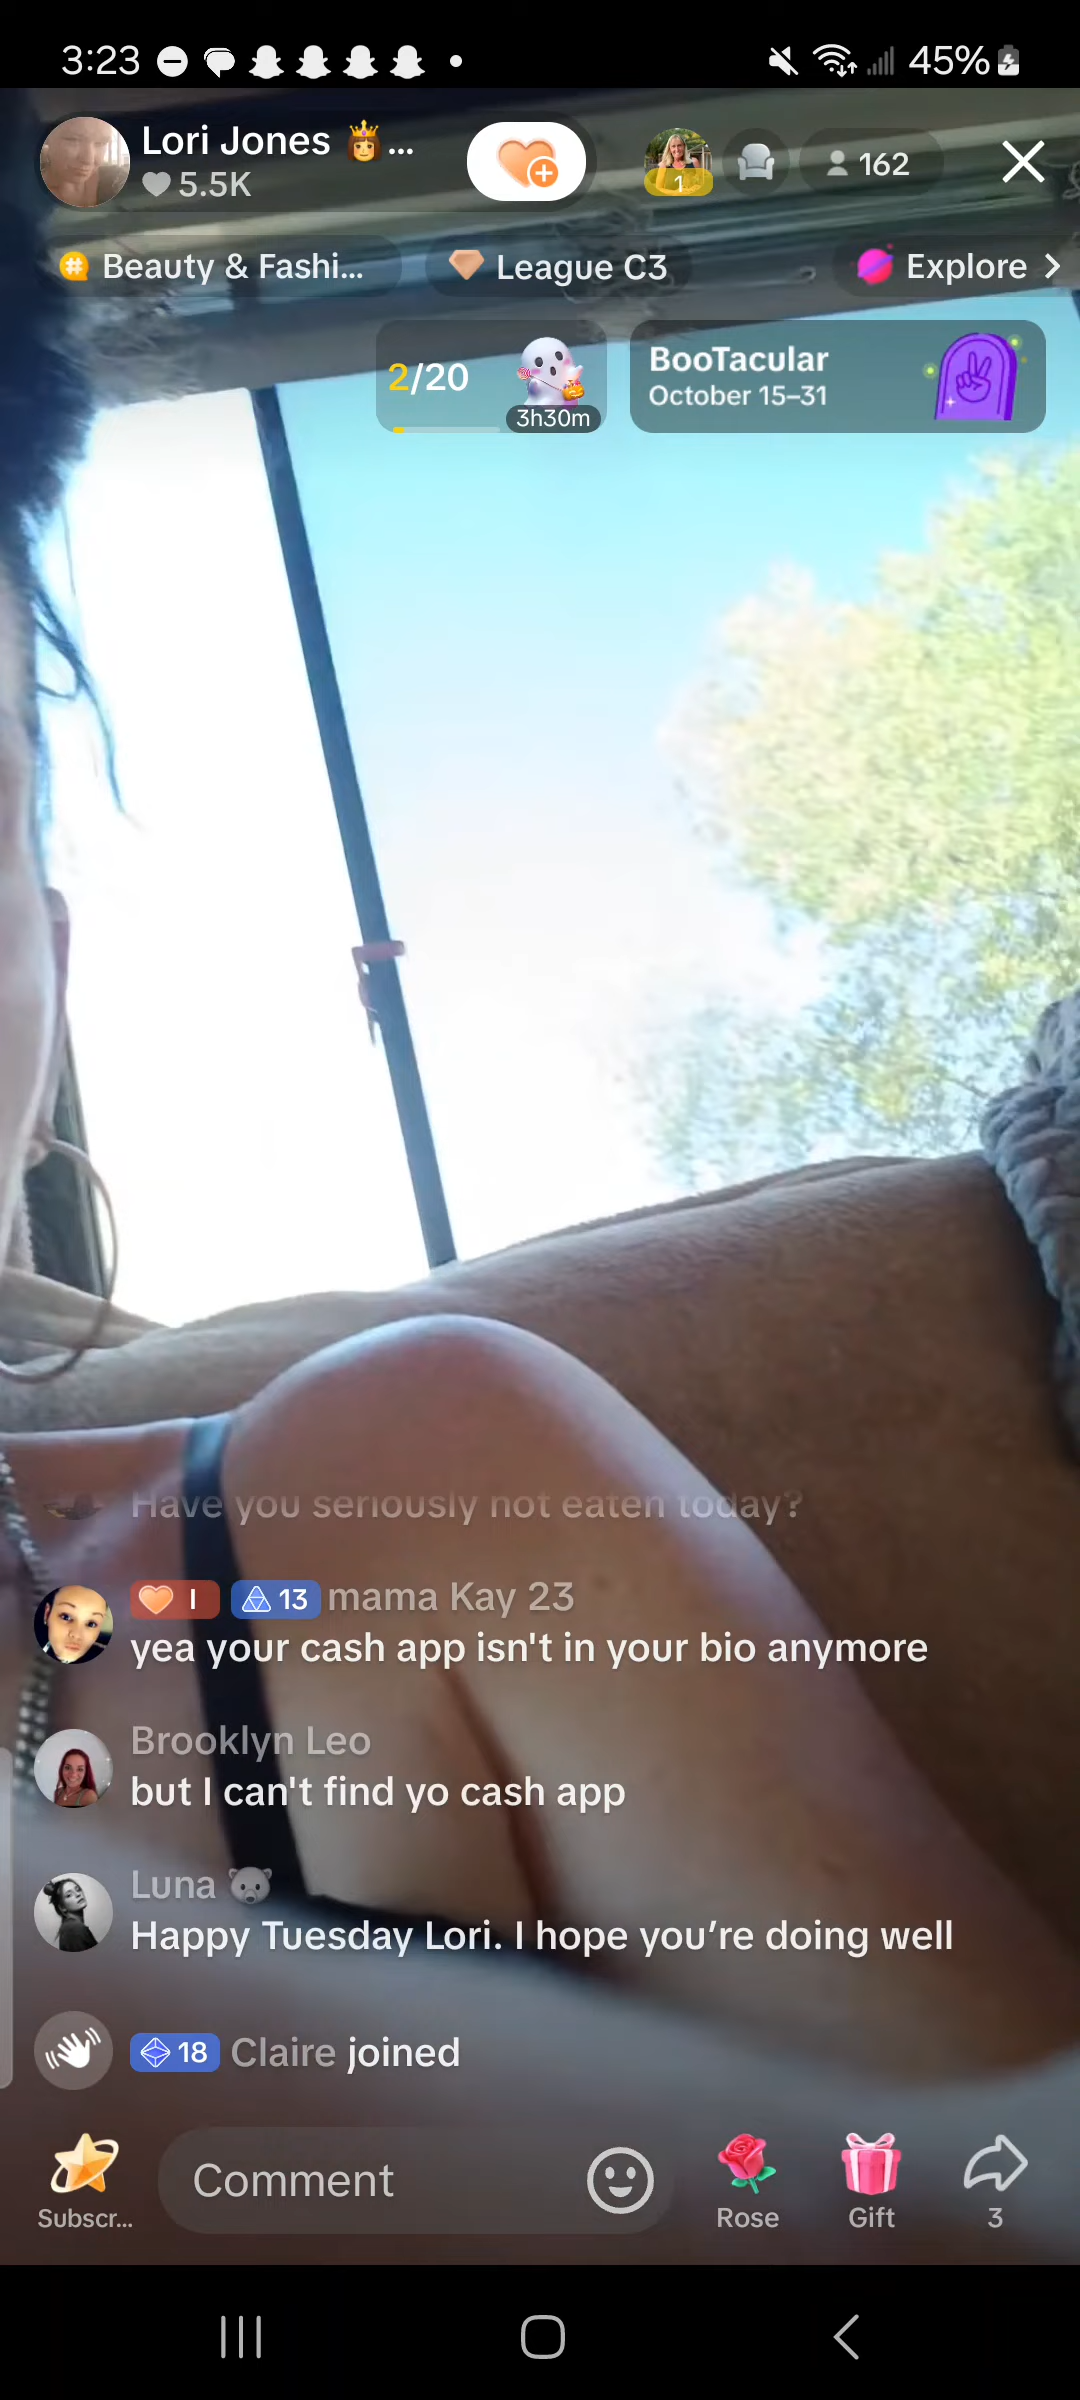 3:23
45%
Lori Jones 👸...
5.5K
1
162
Beauty & Fashi...
League C3
Explore >
2/20
3h30m
BooTacular
October 15–31
Have you seriously not eaten today?
I 13 mama Kay 23
yea your cash app isn't in your bio anymore
Brooklyn Leo
but I can't find yo cash app
Luna 🐻‍❄️
Happy Tuesday Lori. I hope you’re doing well
18 Claire joined
Comment
Subscr...
Rose
Gift
3